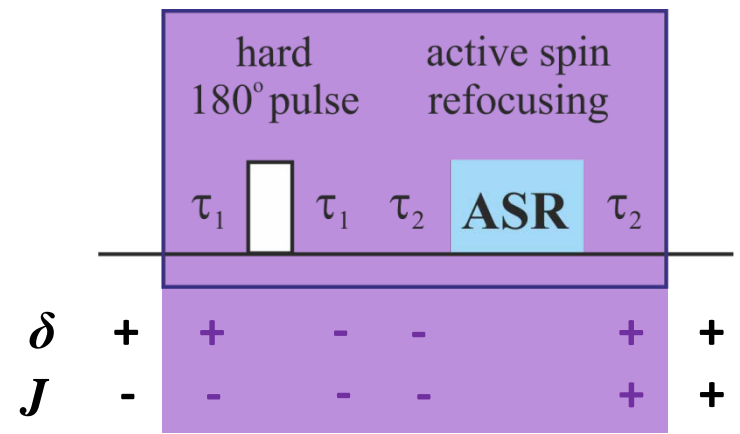 hard active spin
180° pulse refocusing
τ₁ τ₁ τ₂ ASR τ₂
δ + + - - + +
J - - - - + +